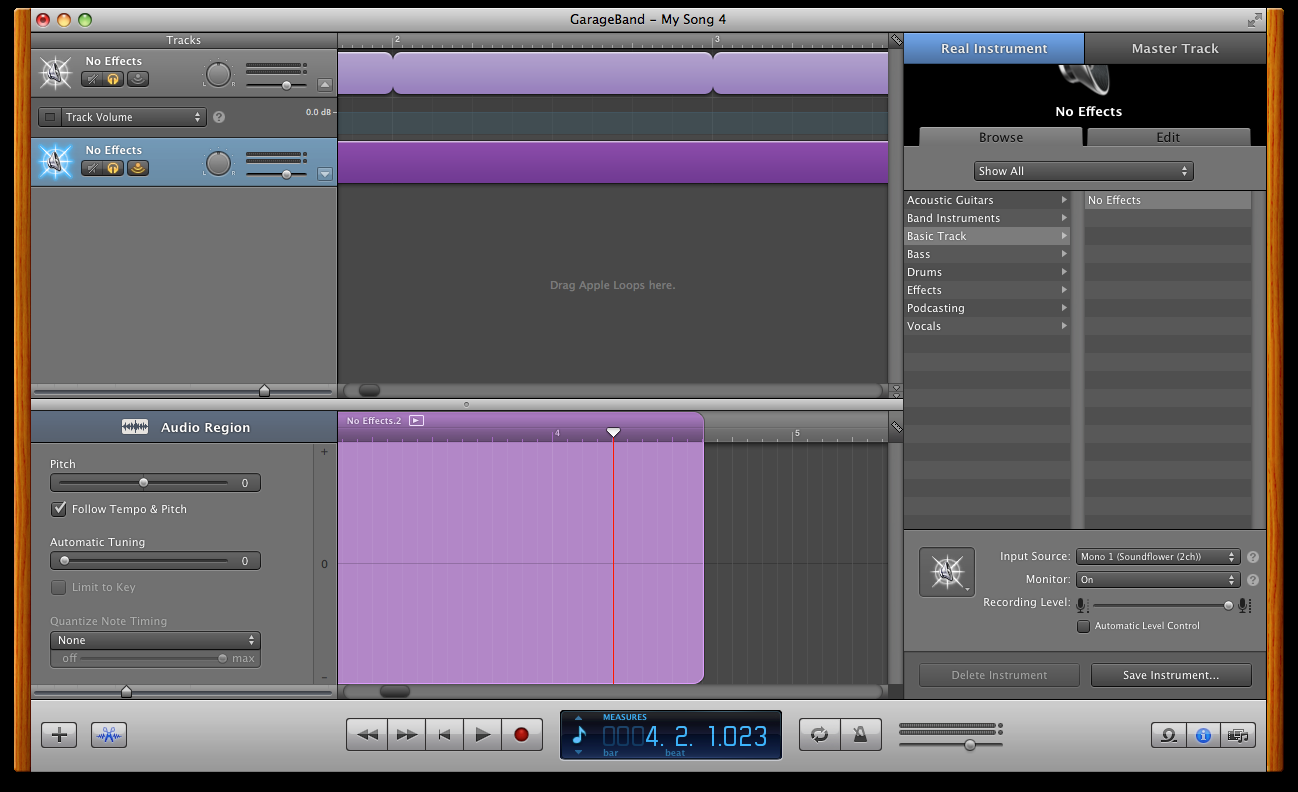 GarageBand – My Song 4
Tracks
2
3
Real Instrument
Master Track
No Effects
L R
Track Volume
?
0.0 dB
No Effects
L R
Drag Apple Loops here.
No Effects
Browse
Edit
Show All
Acoustic Guitars
No Effects
Band Instruments
Basic Track
Bass
Drums
Effects
Podcasting
Vocals
Audio Region
No Effects.2
4
5
Pitch
0
Follow Tempo & Pitch
Automatic Tuning
0
Limit to Key
Quantize Note Timing
None
off
max
+
0
-
Input Source:
Mono 1 (Soundflower (2ch))
?
Monitor:
On
?
Recording Level:
Automatic Level Control
Delete Instrument
Save Instrument...
MEASURES
0004. 2. 1.023
bar
beat